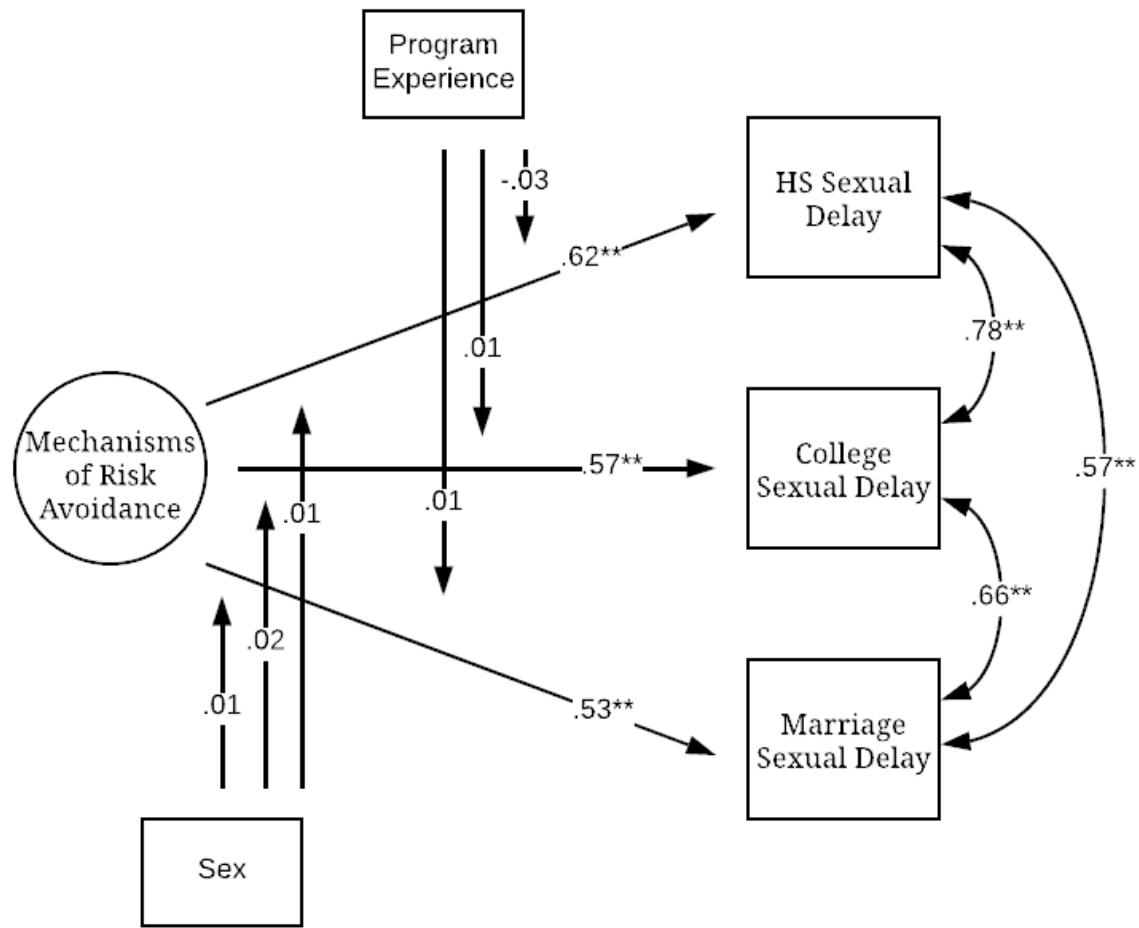 Program
Experience
-.03
HS Sexual
Delay
.62**
.78**
.01
Mechanisms
of Risk
Avoidance
.57**
College
Sexual Delay
.57**
.01
.01
.66**
.02
.01
.53**
Marriage
Sexual Delay
Sex